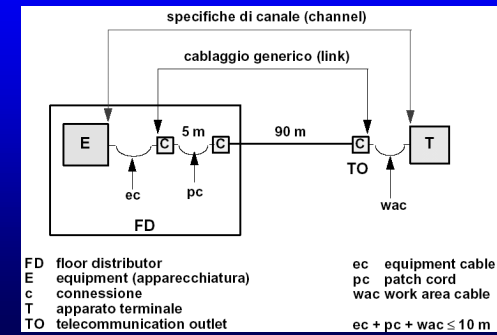 specifiche di canale (channel)
cablaggio generico (link)
5 m
90 m
E
C
C
C
T
TO
ec
pc
wac
FD
FD floor distributor
E equipment (apparecchiatura)
c connessione
T apparato terminale
TO telecommunication outlet
ec equipment cable
pc patch cord
wac work area cable
ec + pc + wac ≤ 10 m